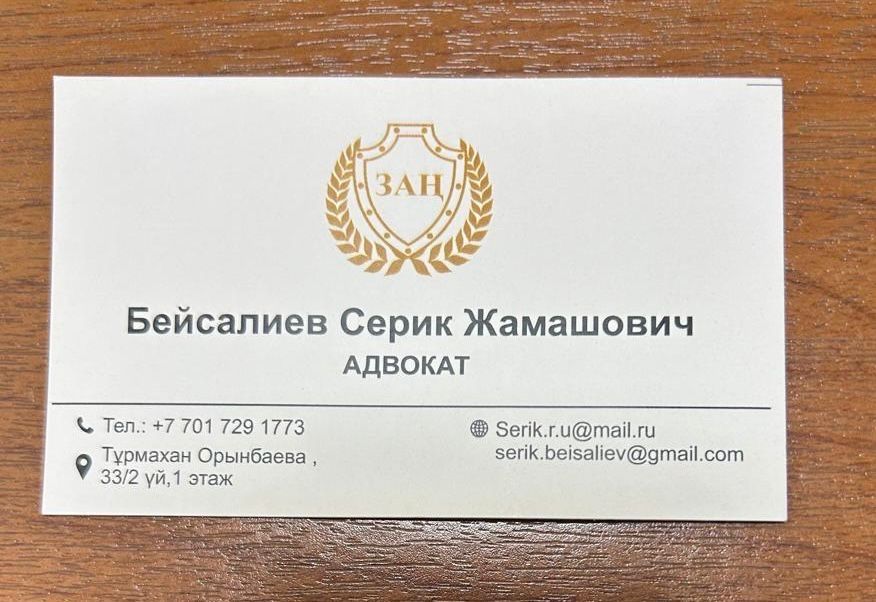 ЗАҢ
Бейсалиев Серик Жамашович
АДВОКАТ
Тел.: +7 701 729 1773
Тұрмахан Орынбаева ,
33/2 үй,1 этаж
Serik.r.u@mail.ru
serik.beisaliev@gmail.com